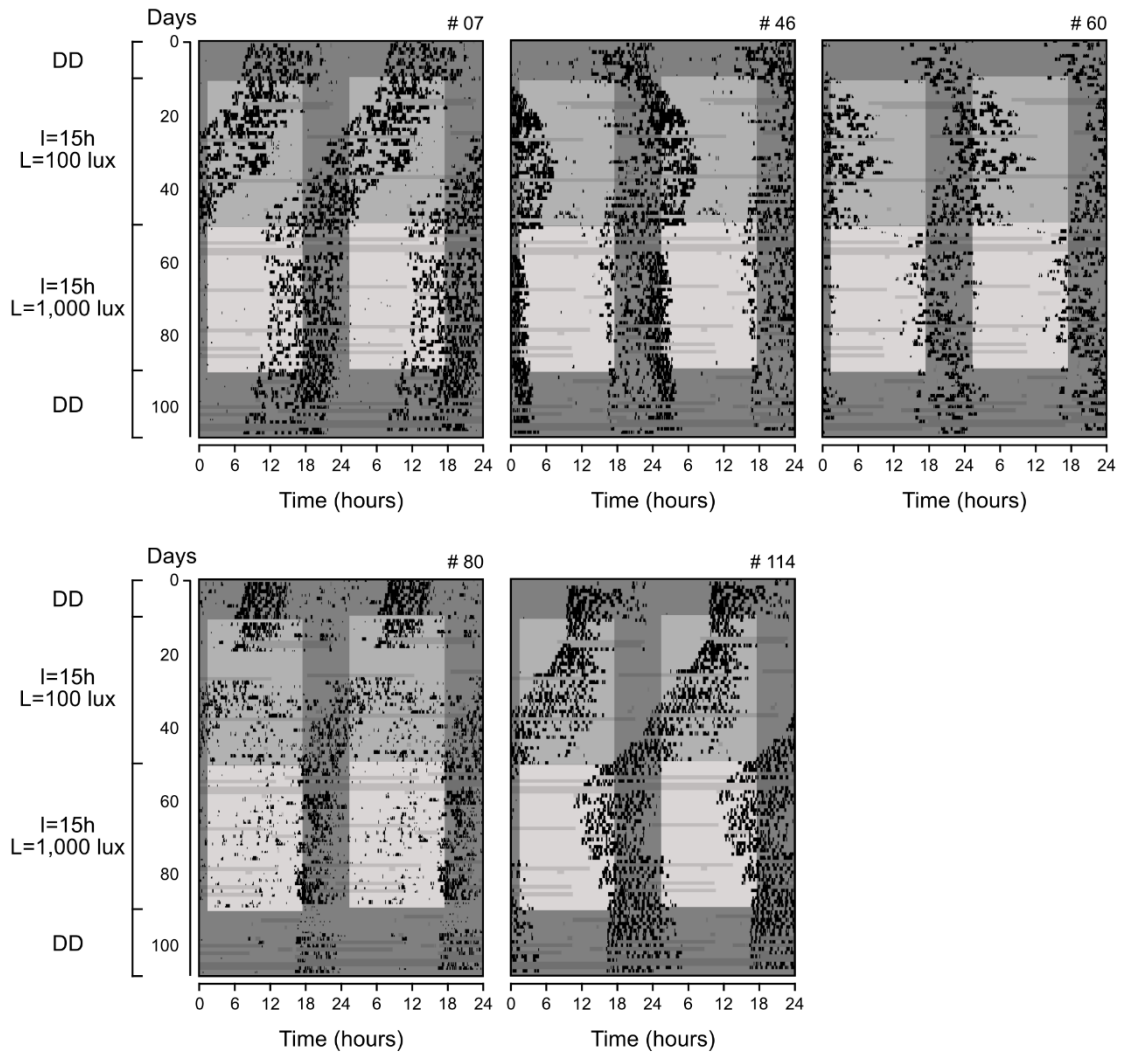 Days
# 07
# 46
# 60
0
20
40
60
80
100
DD
I=15h
L=100 lux
I=15h
L=1,000 lux
DD
0 6 12 18 24 6 12 18 24
0 6 12 18 24 6 12 18 24
0 6 12 18 24 6 12 18 24
Time (hours)
Time (hours)
Time (hours)
Days
# 80
# 114
0
20
40
60
80
100
DD
I=15h
L=100 lux
I=15h
L=1,000 lux
DD
0 6 12 18 24 6 12 18 24
0 6 12 18 24 6 12 18 24
Time (hours)
Time (hours)